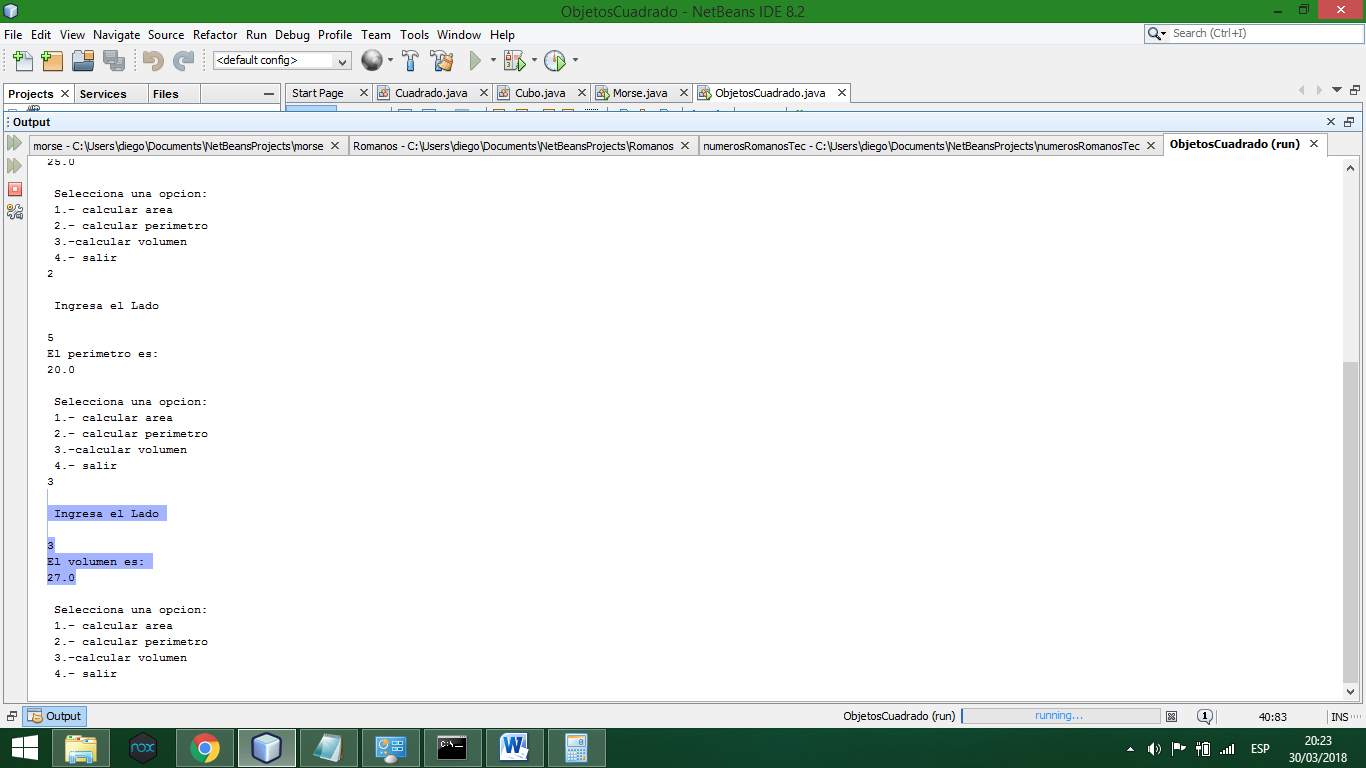 ObjetosCuadrado - NetBeans IDE 8.2
File Edit View Navigate Source Refactor Run Debug Profile Team Tools Window Help
Search (Ctrl+I)
<default config>
Projects Services Files
Start Page Cuadrado.java Cubo.java Morse.java ObjetosCuadrado.java
Output
morse - C:\Users\diego\Documents\NetBeansProjects\morse Romanos - C:\Users\diego\Documents\NetBeansProjects\Romanos numerosRomanosTec - C:\Users\diego\Documents\NetBeansProjects\numerosRomanosTec ObjetosCuadrado (run)
25.0
Selecciona una opcion:
1.- calcular area
2.- calcular perimetro
3.-calcular volumen
4.- salir
2
Ingresa el Lado
5
El perimetro es:
20.0
Selecciona una opcion:
1.- calcular area
2.- calcular perimetro
3.-calcular volumen
4.- salir
3
Ingresa el Lado
3
El volumen es:
27.0
Selecciona una opcion:
1.- calcular area
2.- calcular perimetro
3.-calcular volumen
4.- salir
Output
ObjetosCuadrado (run) running... 1 40:83 INS
nox
C:\
ESP
20:23
30/03/2018